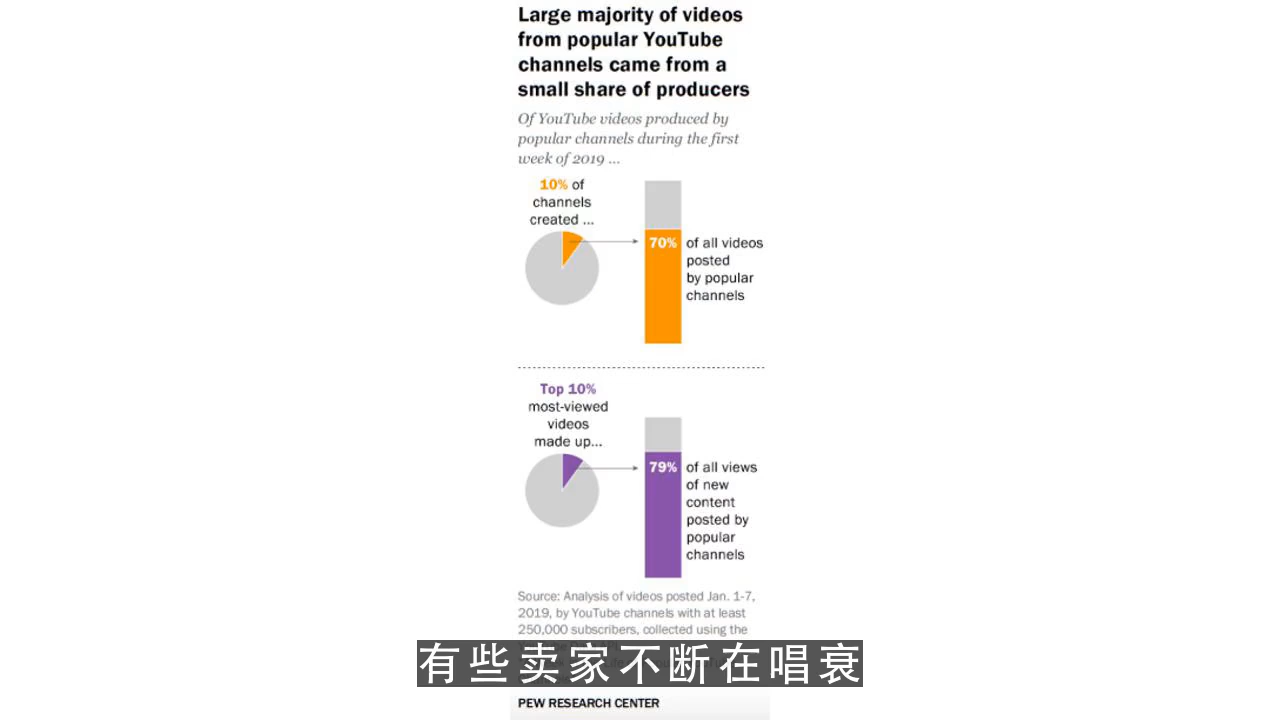 Large majority of videos
from popular YouTube
channels came from a
small share of producers
Of YouTube videos produced by
popular channels during the first
week of 2019 ...
10% of
channels
created ...
70%
of all videos
posted
by popular
channels
Top 10%
most-viewed
videos
made up...
79%
of all views
of new
content
posted by
popular
channels
Source: Analysis of videos posted Jan. 1-7,
2019, by YouTube channels with at least
250,000 subscribers, collected using the
有些卖家不断在唱衰
PEW RESEARCH CENTER